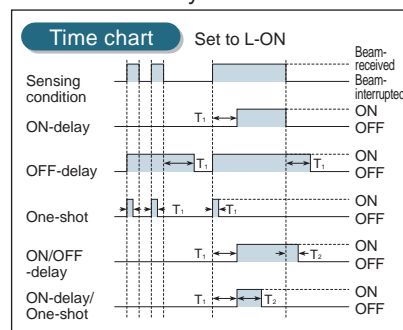 Time chart Set to L-ON
Beam-
received
Sensing
condition
Beam-
interrupted
ON-delay T₁ ON
OFF
OFF-delay T₁ T₁ ON
OFF
One-shot T₁ T₁ ON
OFF
ON/OFF
-delay T₁ T₂ ON
OFF
ON-delay/
One-shot T₁ T₂ ON
OFF